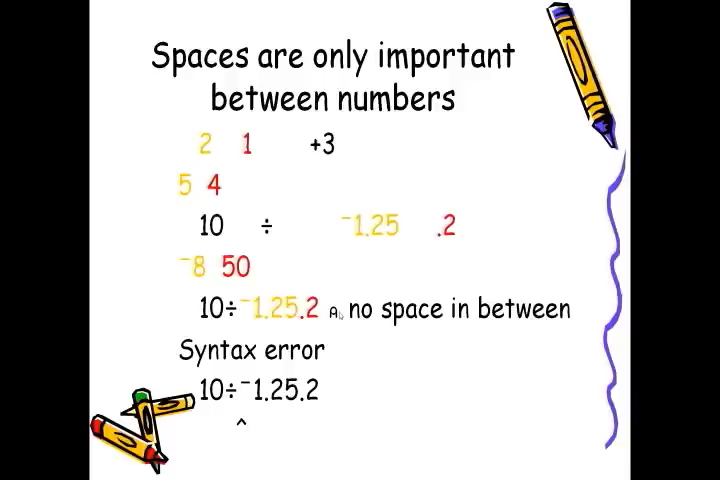 Spaces are only important
between numbers
2 1 +3
5 4
10 ÷ ¯1.25 .2
¯8 50
10÷¯1.25.2 ⍝ no space in between
Syntax error
10÷¯1.25.2
^